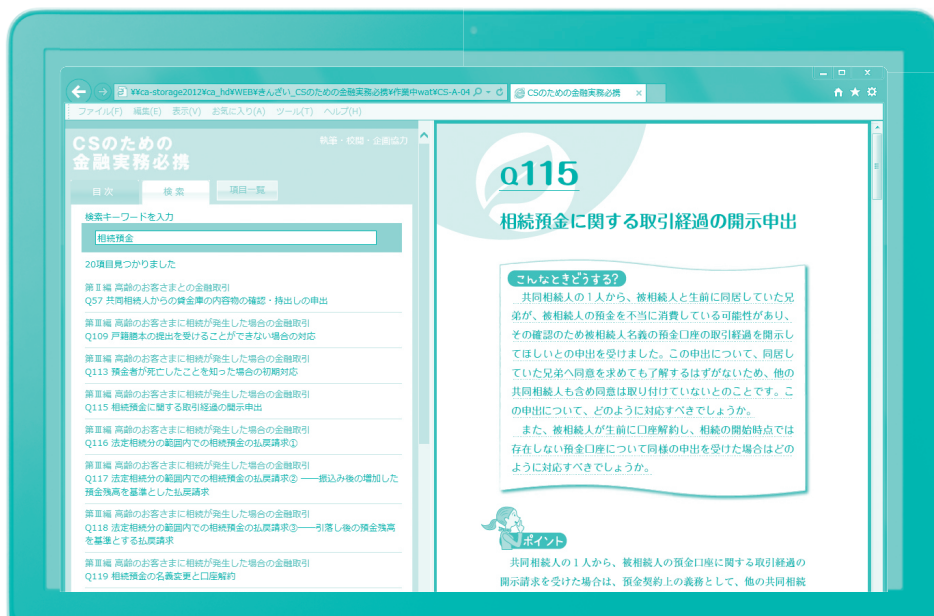 ¥¥ca-storage2012¥ca_hd¥WEB¥きんざい_CSのための金融実務必携¥作業中wat¥CS-A-04
CSのための金融実務必携
ファイル(F) 編集(E) 表示(V) お気に入り(A) ツール(T) ヘルプ(H)
CSのための
金融実務必携
執筆・校閲・企画協力
目次 検索 項目一覧
検索キーワードを入力
相続預金
20項目見つかりました
第Ⅱ編 高齢のお客さまとの金融取引
Q57 共同相続人からの貸金庫の内容物の確認・持出しの申出
第Ⅲ編 高齢のお客さまに相続が発生した場合の金融取引
Q109 戸籍謄本の提出を受けることができない場合の対応
第Ⅲ編 高齢のお客さまに相続が発生した場合の金融取引
Q113 預金者が死亡したことを知った場合の初期対応
第Ⅲ編 高齢のお客さまに相続が発生した場合の金融取引
Q115 相続預金に関する取引経過の開示申出
第Ⅲ編 高齢のお客さまに相続が発生した場合の金融取引
Q116 法定相続分の範囲内での相続預金の払戻請求①
第Ⅲ編 高齢のお客さまに相続が発生した場合の金融取引
Q117 法定相続分の範囲内での相続預金の払戻請求② ――振込み後の増加した
預金残高を基準とした払戻請求
第Ⅲ編 高齢のお客さまに相続が発生した場合の金融取引
Q118 法定相続分の範囲内での相続預金の払戻請求③――引落し後の預金残高
を基準とする払戻請求
第Ⅲ編 高齢のお客さまに相続が発生した場合の金融取引
Q119 相続預金の名義変更と口座解約
Q115
相続預金に関する取引経過の開示申出
こんなときどうする?
共同相続人の1人から、被相続人と生前に同居していた兄
弟が、被相続人の預金を不当に消費している可能性があり、
その確認のため被相続人名義の預金口座の取引経過を開示し
てほしいとの申出を受けました。この申出について、同居し
ていた兄弟へ同意を求めても了解するはずがないため、他の
共同相続人も含め同意は取り付けていないとのことです。こ
の申出について、どのように対応すべきでしょうか。
また、被相続人が生前に口座解約し、相続の開始時点では
存在しない預金口座について同様の申出を受けた場合はどの
ように対応すべきでしょうか。
ポイント
共同相続人の1人から、被相続人の預金口座に関する取引経過の
開示請求を受けた場合は、預金契約上の義務として、他の共同相続